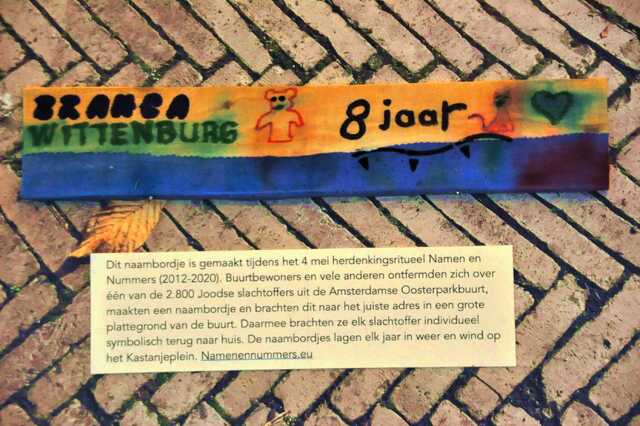 BRANCA
WITTENBURG
8 jaar
Dit naambordje is gemaakt tijdens het 4 mei herdenkingsritueel Namen en
Nummers (2012-2020). Buurtbewoners en vele anderen ontfermden zich over
één van de 2.800 Joodse slachtoffers uit de Amsterdamse Oosterparkbuurt,
maakten een naambordje en brachten dit naar het juiste adres in een grote
plattegrond van de buurt. Daarmee brachten ze elk slachtoffer individueel
symbolisch terug naar huis. De naambordjes lagen elk jaar in weer en wind op
het Kastanjeplein. Namenennummers.eu